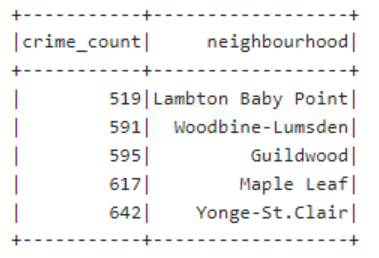 +-----------+------------------+
|crime_count|     neighbourhood|
+-----------+------------------+
|        519|Lambton Baby Point|
|        591|  Woodbine-Lumsden|
|        595|         Guildwood|
|        617|        Maple Leaf|
|        642|    Yonge-St.Clair|
+-----------+------------------+